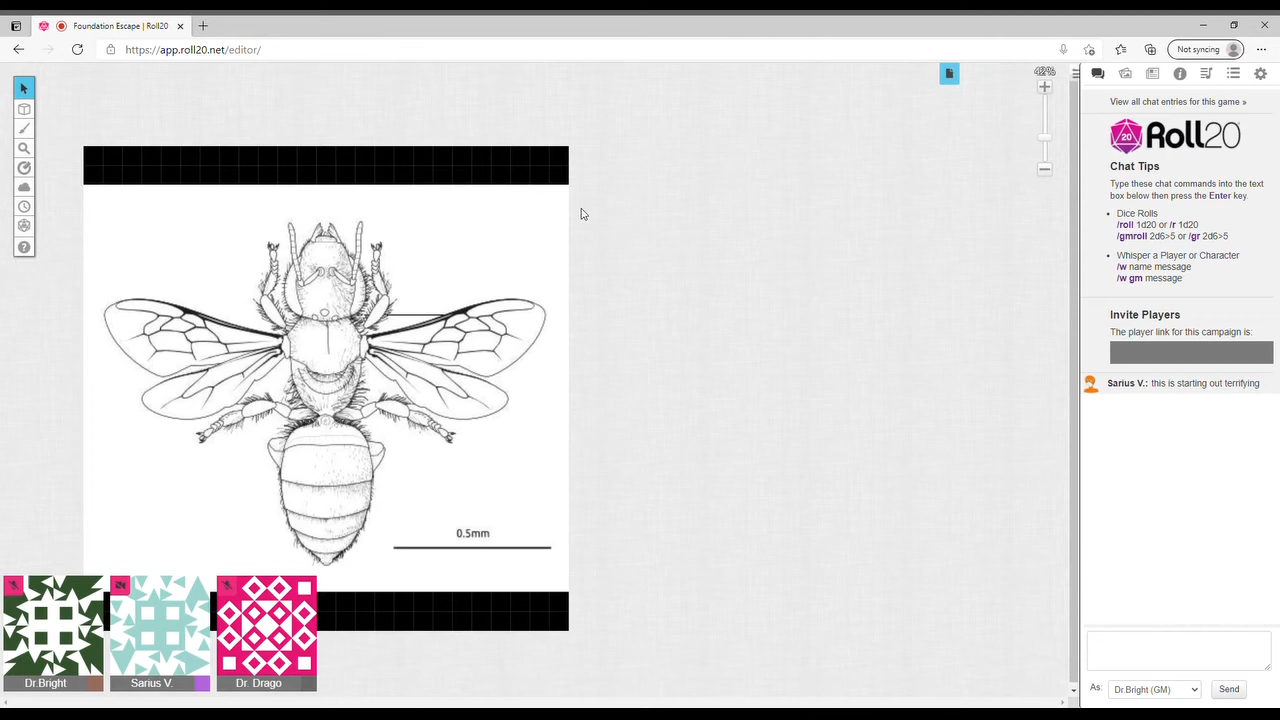 Foundation Escape | Roll20
https://app.roll20.net/editor/
Not syncing
42%
View all chat entries for this game »
20
Roll20
Chat Tips
Type these chat commands into the text
box below then press the Enter key.
• Dice Rolls
/roll 1d20 or /r 1d20
/gmroll 2d6>5 or /gr 2d6>5
• Whisper a Player or Character
/w name message
/w gm message
Invite Players
The player link for this campaign is:
Sarius V.: this is starting out terrifying
0.5mm
Dr.Bright
Sarius V.
Dr. Drago
As:
Dr.Bright (GM)
Send